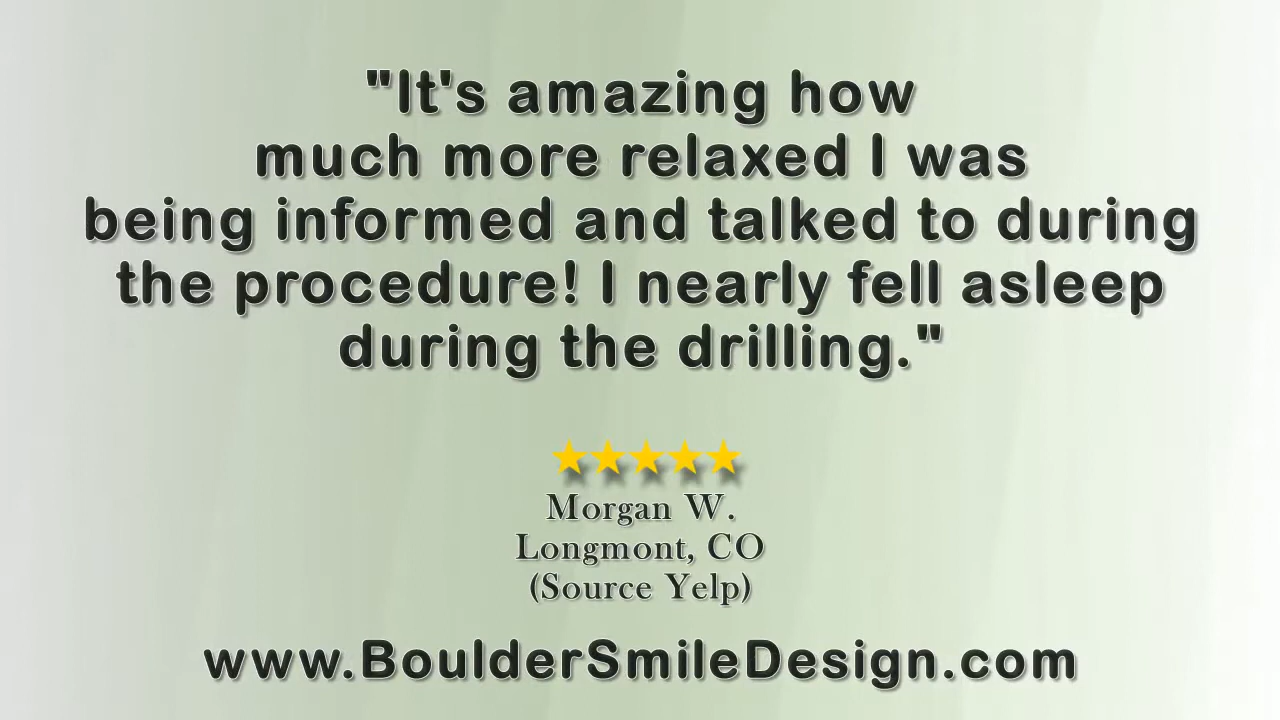 "It's amazing how
much more relaxed I was
being informed and talked to during
the procedure! I nearly fell asleep
during the drilling."
Morgan W.
Longmont, CO
(Source Yelp)
www.BoulderSmileDesign.com